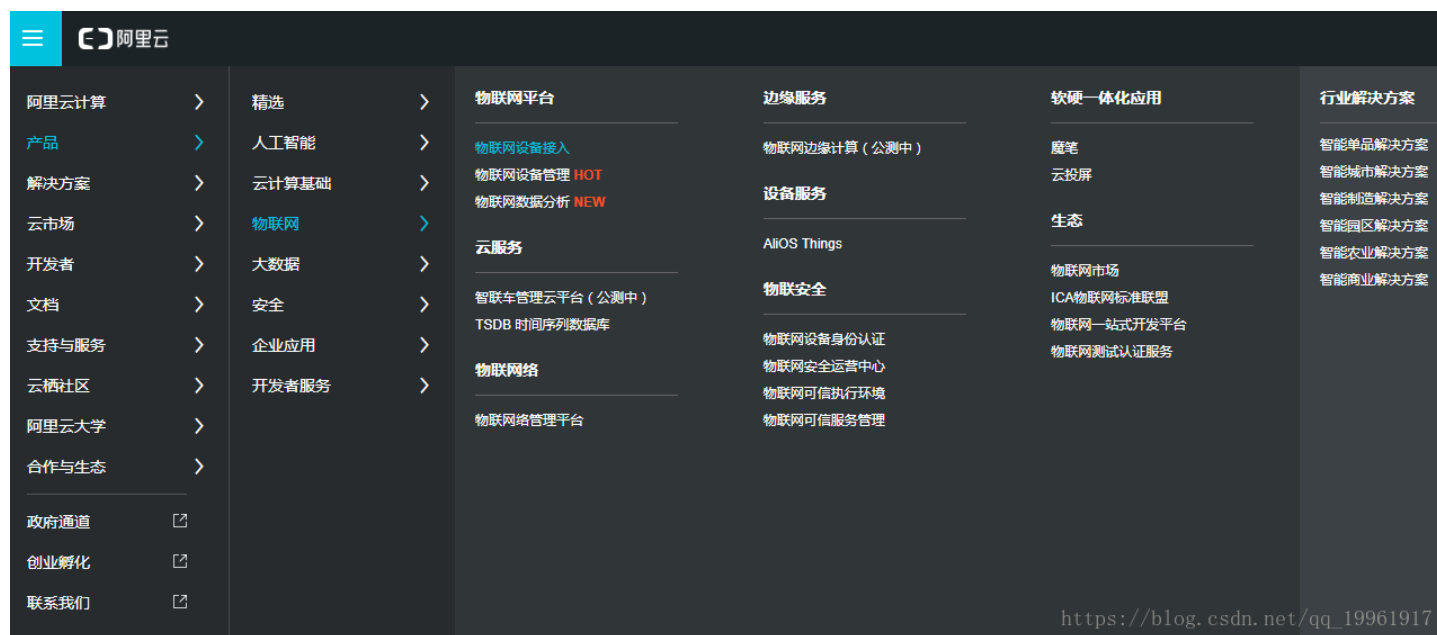 阿里云
阿里云计算
产品
解决方案
云市场
开发者
文档
支持与服务
云栖社区
阿里云大学
合作与生态
政府通道
创业孵化
联系我们
精选
人工智能
云计算基础
物联网
大数据
安全
企业应用
开发者服务
物联网平台
物联网设备接入
物联网设备管理 HOT
物联网数据分析 NEW
云服务
智联车管理云平台（公测中）
TSDB 时间序列数据库
物联网络
物联网络管理平台
边缘服务
物联网边缘计算（公测中）
设备服务
AliOS Things
物联安全
物联网设备身份认证
物联网安全运营中心
物联网可信执行环境
物联网可信服务管理
软硬一体化应用
魔笔
云投屏
生态
物联网市场
ICA物联网标准联盟
物联网一站式开发平台
物联网测试认证服务
行业解决方案
智能单品解决方案
智能城市解决方案
智能制造解决方案
智能园区解决方案
智能农业解决方案
智能商业解决方案
https://blog.csdn.net/qq_19961917